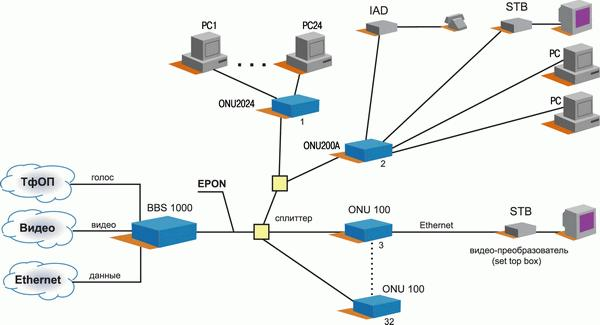 IAD
STB
PC1
PC24
PC
ONU2024
1
PC
ONU200A
2
EPON
ТфОП
голос
BBS 1000
сплиттер
ONU 100
STB
Видео
видео
3
Ethernet
видео-преобразователь
(set top box)
Ethernet
данные
ONU 100
32